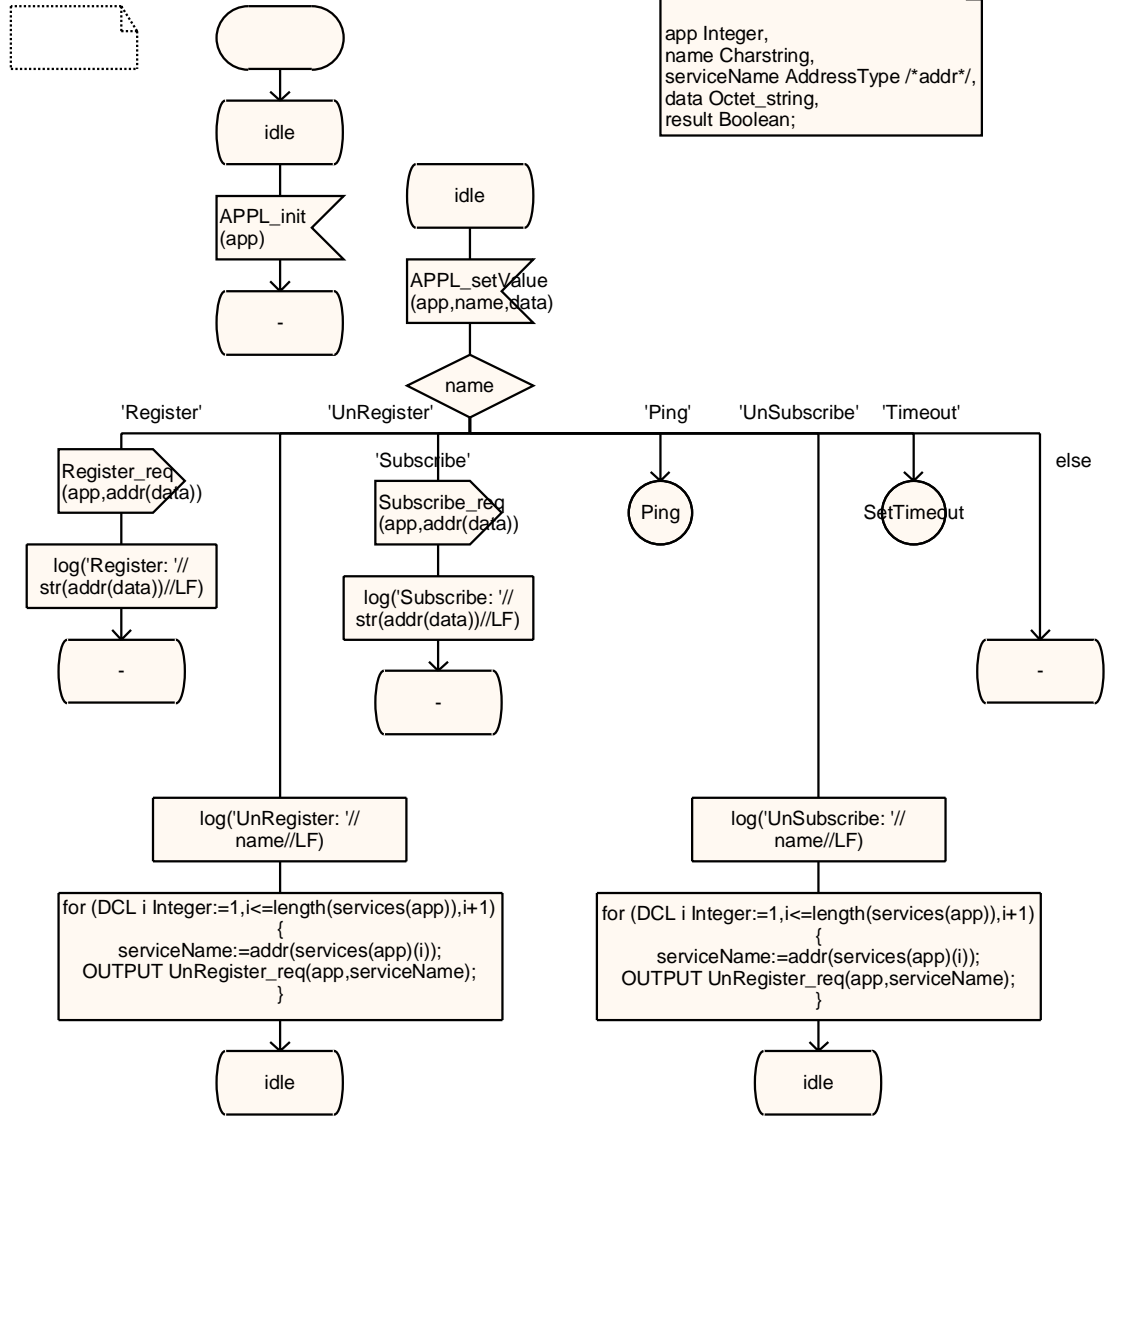 app Integer,
name Charstring,
serviceName AddressType /*addr*/,
data Octet_string,
result Boolean;
idle
idle
APPL_init
(app)
APPL_setValue
(app,name,data)
-
name
'Register'
'UnRegister'
'Ping'
'UnSubscribe'
'Timeout'
'Subscribe'
else
Register_req
(app,addr(data))
Subscribe_req
(app,addr(data))
Ping
SetTimeout
log('Register: '//
str(addr(data))//LF)
log('Subscribe: '//
str(addr(data))//LF)
-
-
-
log('UnRegister: '//
name//LF)
log('UnSubscribe: '//
name//LF)
for (DCL i Integer:=1,i<=length(services(app)),i+1)
{
serviceName:=addr(services(app)(i));
OUTPUT UnRegister_req(app,serviceName);
}
for (DCL i Integer:=1,i<=length(services(app)),i+1)
{
serviceName:=addr(services(app)(i));
OUTPUT UnRegister_req(app,serviceName);
}
idle
idle